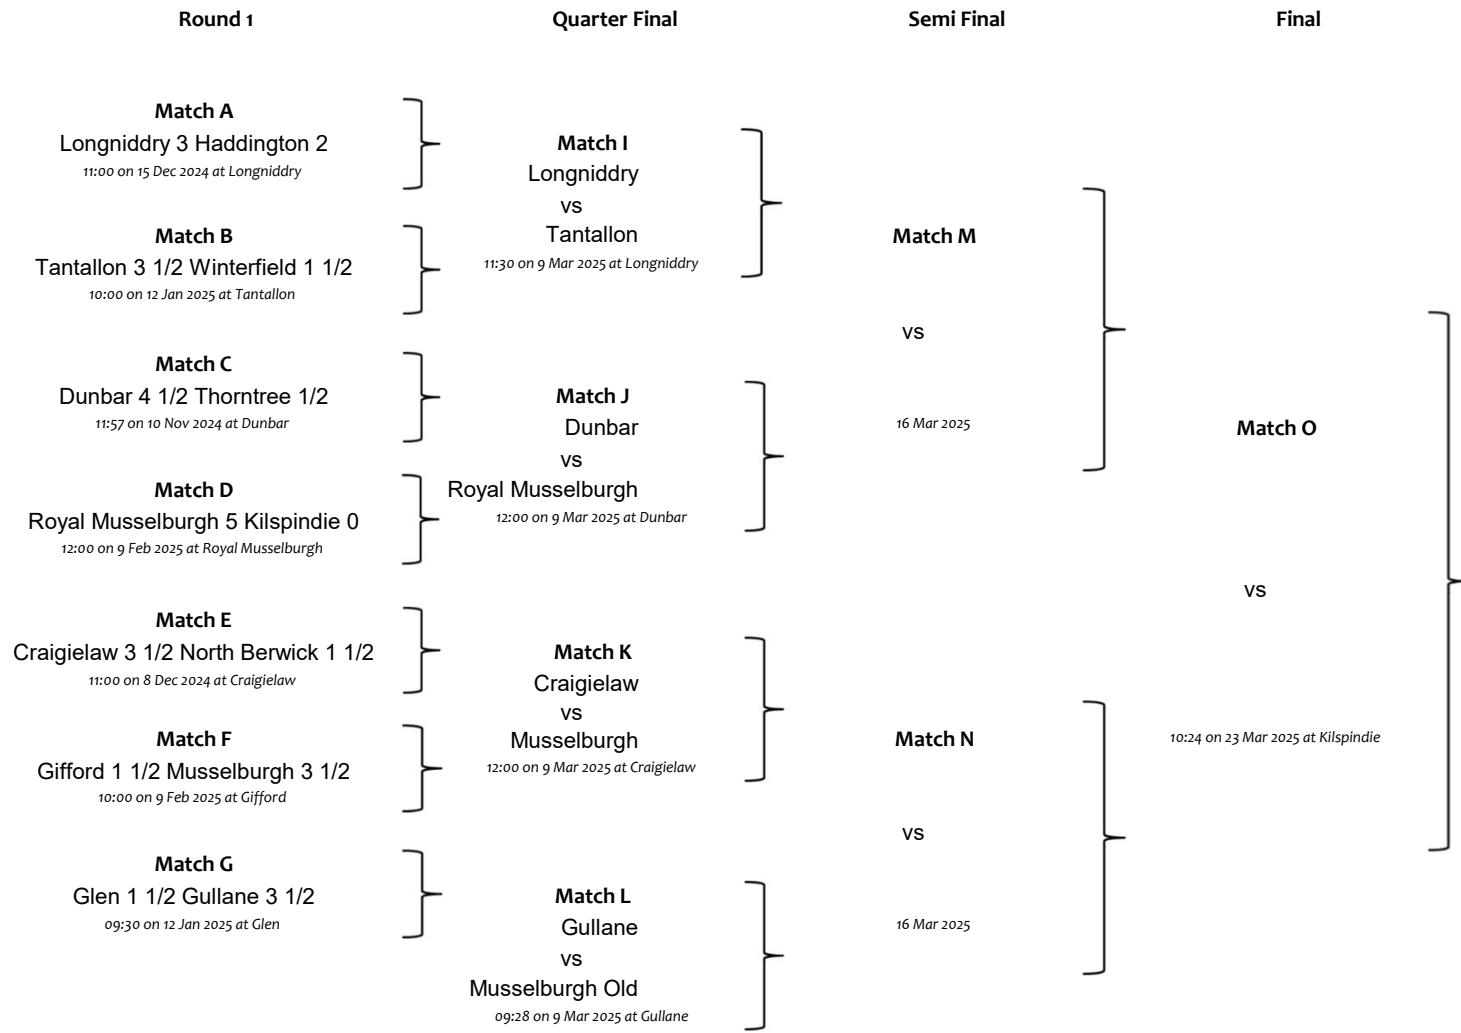 Round 1
Quarter Final
Semi Final
Final
Match A
Longniddry 3 Haddington 2
11:00 on 15 Dec 2024 at Longniddry
Match B
Tantallon 3 1/2 Winterfield 1 1/2
10:00 on 12 Jan 2025 at Tantallon
Match C
Dunbar 4 1/2 Thorntree 1/2
11:57 on 10 Nov 2024 at Dunbar
Match D
Royal Musselburgh 5 Kilspindie 0
12:00 on 9 Feb 2025 at Royal Musselburgh
Match E
Craigielaw 3 1/2 North Berwick 1 1/2
11:00 on 8 Dec 2024 at Craigielaw
Match F
Gifford 1 1/2 Musselburgh 3 1/2
10:00 on 9 Feb 2025 at Gifford
Match G
Glen 1 1/2 Gullane 3 1/2
09:30 on 12 Jan 2025 at Glen
Match I
Longniddry
vs
Tantallon
11:30 on 9 Mar 2025 at Longniddry
Match J
Dunbar
vs
Royal Musselburgh
12:00 on 9 Mar 2025 at Dunbar
Match K
Craigielaw
vs
Musselburgh
12:00 on 9 Mar 2025 at Craigielaw
Match L
Gullane
vs
Musselburgh Old
09:28 on 9 Mar 2025 at Gullane
Match M
vs
16 Mar 2025
Match N
vs
16 Mar 2025
Match O
vs
10:24 on 23 Mar 2025 at Kilspindie